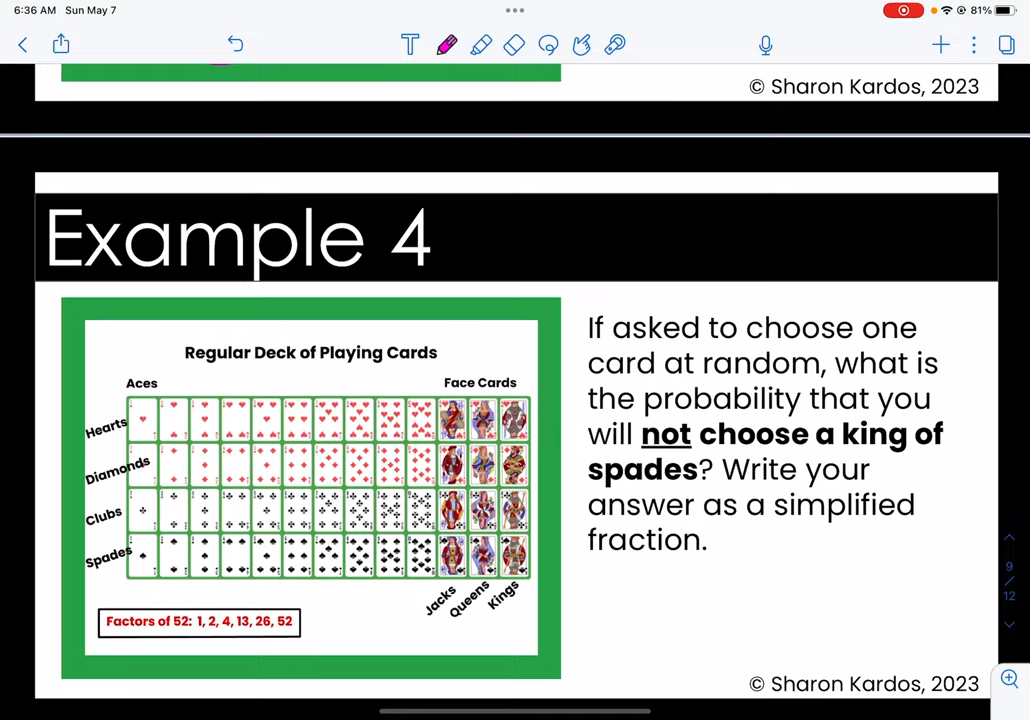 6:36 AM Sun May 7
81%
T
© Sharon Kardos, 2023
Example 4
Regular Deck of Playing Cards
Aces
Face Cards
Hearts
Diamonds
Clubs
Spades
Jacks
Queens
Kings
Factors of 52: 1, 2, 4, 13, 26, 52
If asked to choose one
card at random, what is
the probability that you
will not choose a king of
spades? Write your
answer as a simplified
fraction.
9
/
12
© Sharon Kardos, 2023